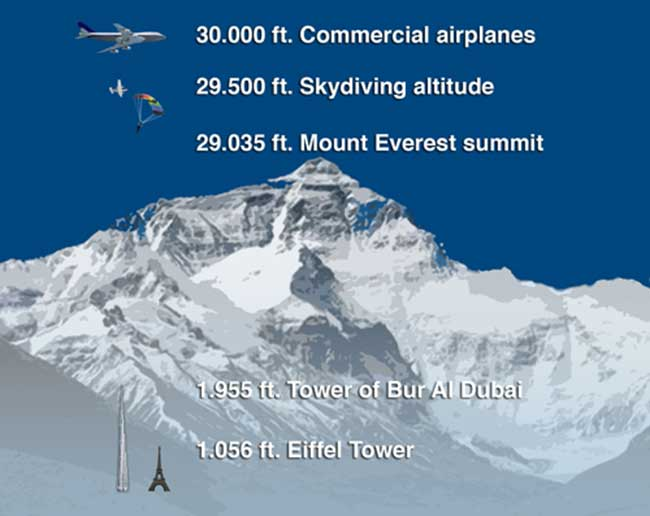 30.000 ft. Commercial airplanes
29.500 ft. Skydiving altitude
29.035 ft. Mount Everest summit
1.955 ft. Tower of Bur Al Dubai
1.056 ft. Eiffel Tower